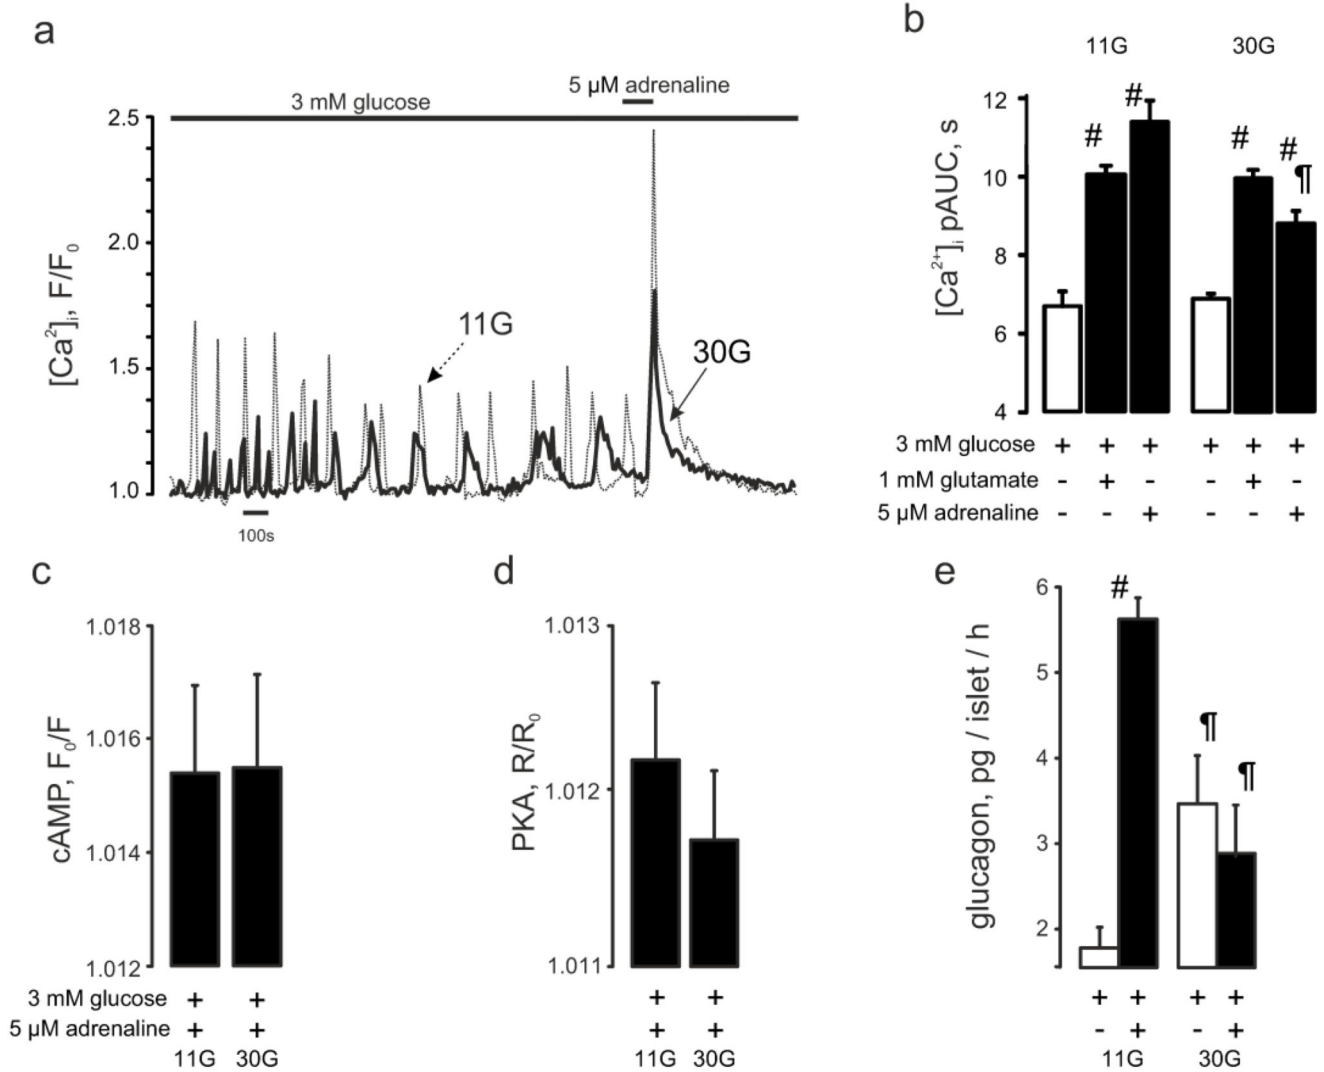 a
5 µM adrenaline
3 mM glucose
2.5
2.0
1.5
1.0
[Ca²]ᵢ, F/F₀
11G
30G
100s
b
11G 30G
12
10
8
6
4
[Ca²⁺]ᵢ pAUC, s
# # # # ¶
3 mM glucose + + + + + +
1 mM glutamate - + - - + -
5 µM adrenaline - - + - - +
c
1.018
1.016
1.014
1.012
cAMP, F₀/F
3 mM glucose + +
5 µM adrenaline + +
11G 30G
d
1.013
1.012
1.011
PKA, R/R₀
+ +
+ +
11G 30G
e
6
5
4
3
2
glucagon, pg / islet / h
# ¶ ¶
+ + + +
- + - +
11G 30G